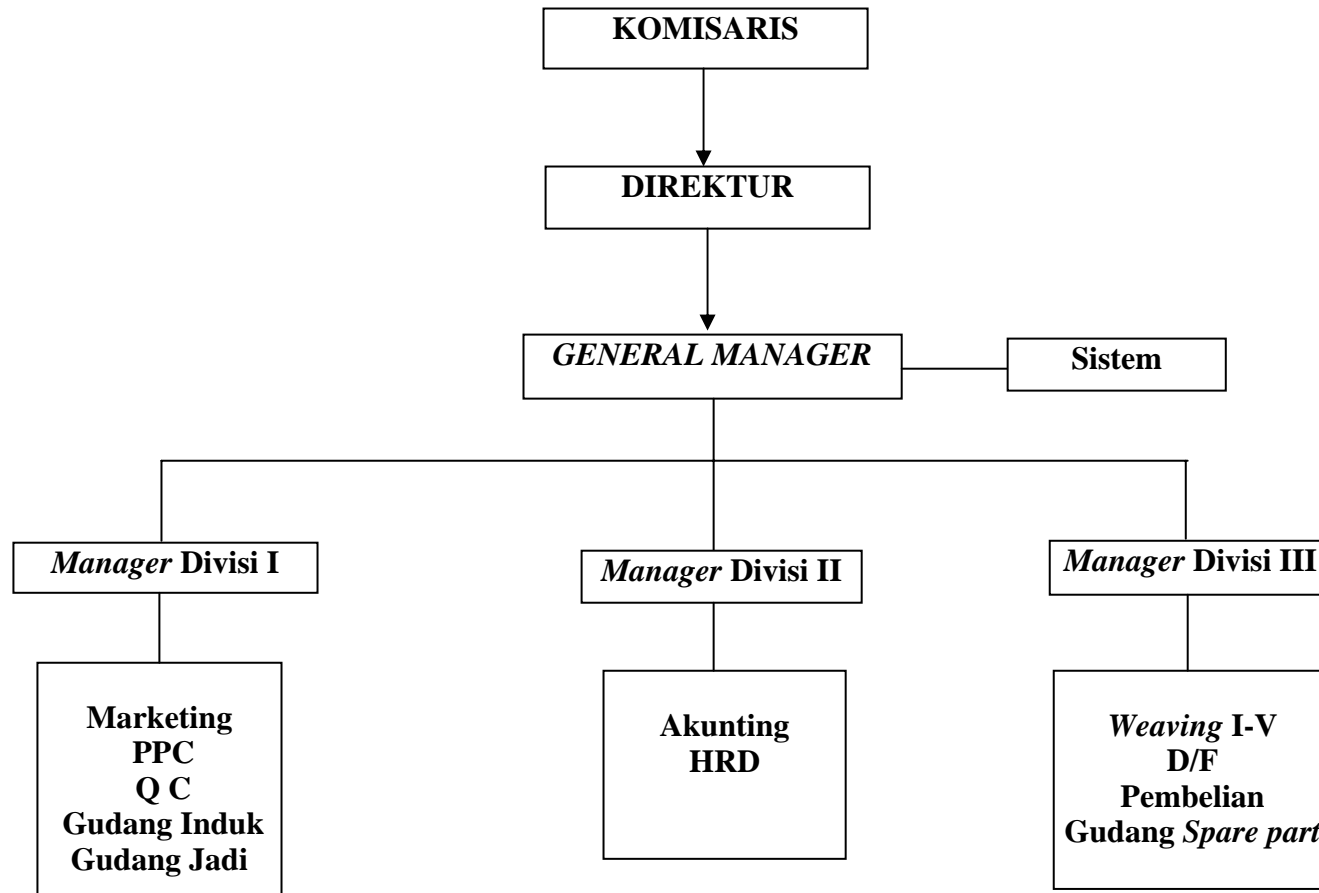 KOMISARIS
DIREKTUR
GENERAL MANAGER
Sistem
Manager Divisi I
Manager Divisi II
Manager Divisi III
Marketing
PPC
Q C
Gudang Induk
Gudang Jadi
Akunting
HRD
Weaving I-V
D/F
Pembelian
Gudang Spare part